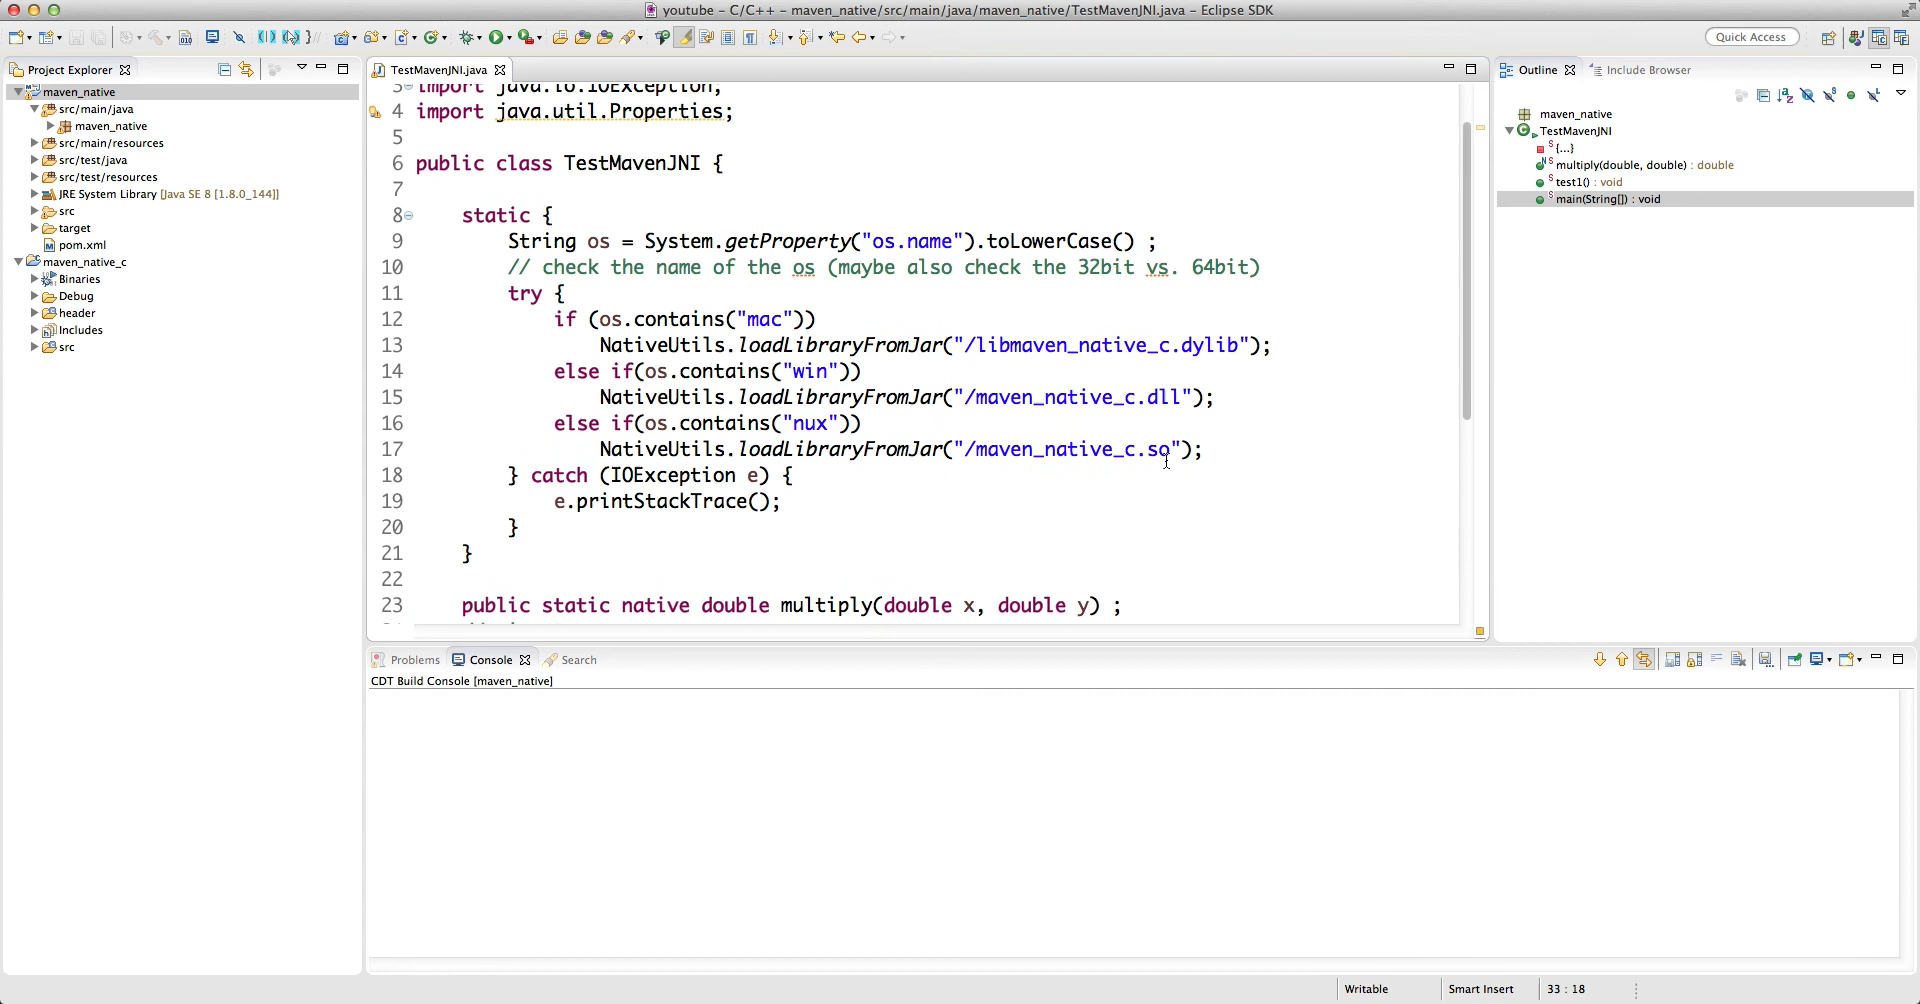 youtube – C/C++ – maven_native/src/main/java/maven_native/TestMavenJNI.java – Eclipse SDK
Quick Access
Project Explorer
maven_native
src/main/java
maven_native
src/main/resources
src/test/java
src/test/resources
JRE System Library [Java SE 8 [1.8.0_144]]
src
target
pom.xml
maven_native_c
Binaries
Debug
header
Includes
src
TestMavenJNI.java
3 import java.io.IOException;
4 import java.util.Properties;
5
6 public class TestMavenJNI {
7
8 static {
9 String os = System.getProperty("os.name").toLowerCase() ;
10 // check the name of the os (maybe also check the 32bit vs. 64bit)
11 try {
12 if (os.contains("mac"))
13 NativeUtils.loadLibraryFromJar("/libmaven_native_c.dylib");
14 else if(os.contains("win"))
15 NativeUtils.loadLibraryFromJar("/maven_native_c.dll");
16 else if(os.contains("nux"))
17 NativeUtils.loadLibraryFromJar("/maven_native_c.so");
18 } catch (IOException e) {
19 e.printStackTrace();
20 }
21 }
22
23 public static native double multiply(double x, double y) ;
Outline
Include Browser
maven_native
TestMavenJNI
{...}
multiply(double, double) : double
test1() : void
main(String[]) : void
Problems
Console
Search
CDT Build Console [maven_native]
Writable
Smart Insert
33 : 18